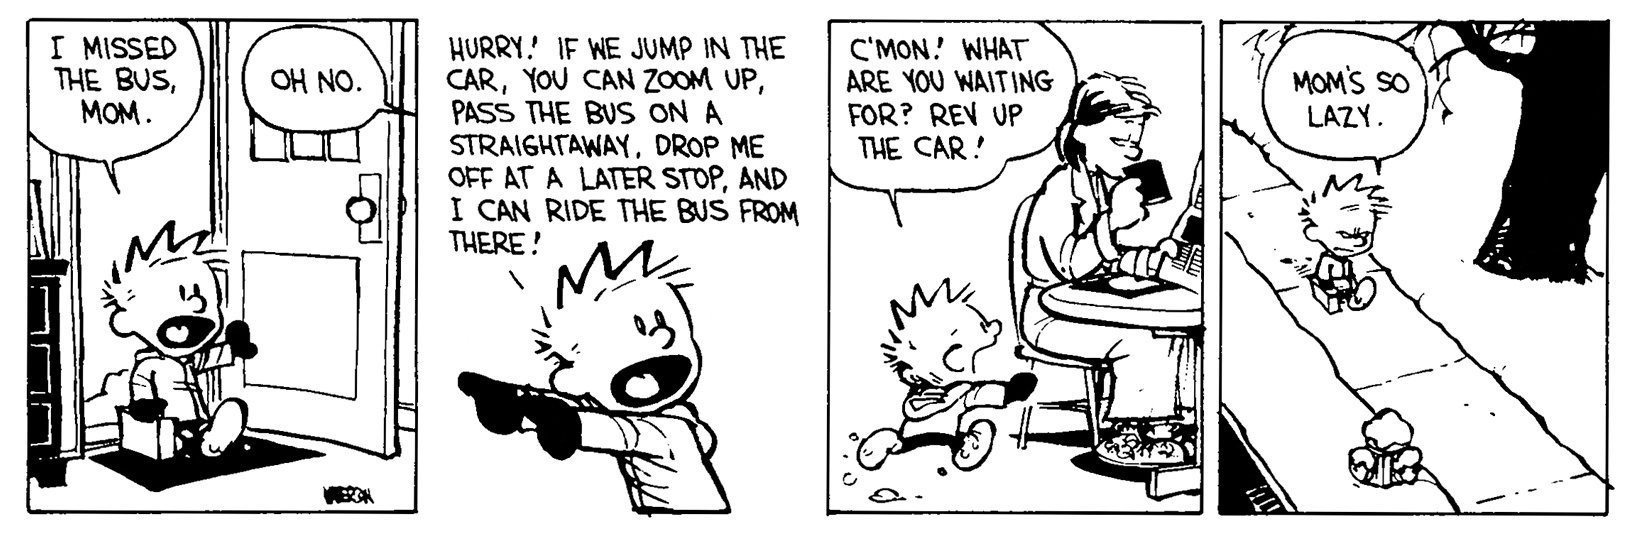 I MISSED
THE BUS,
MOM.
OH NO.
HURRY! IF WE JUMP IN THE
CAR, YOU CAN ZOOM UP,
PASS THE BUS ON A
STRAIGHTAWAY, DROP ME
OFF AT A LATER STOP, AND
I CAN RIDE THE BUS FROM
THERE!
C'MON! WHAT
ARE YOU WAITING
FOR? REV UP
THE CAR!
MOM'S SO
LAZY.